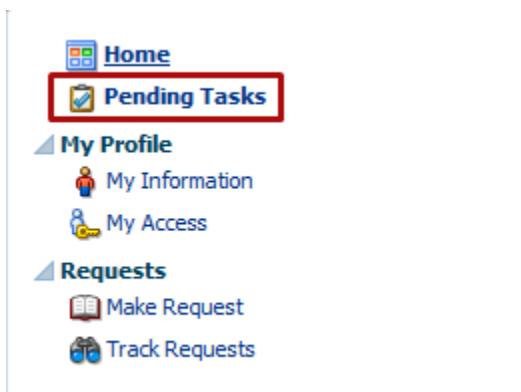 Home
Pending Tasks
My Profile
My Information
My Access
Requests
Make Request
Track Requests